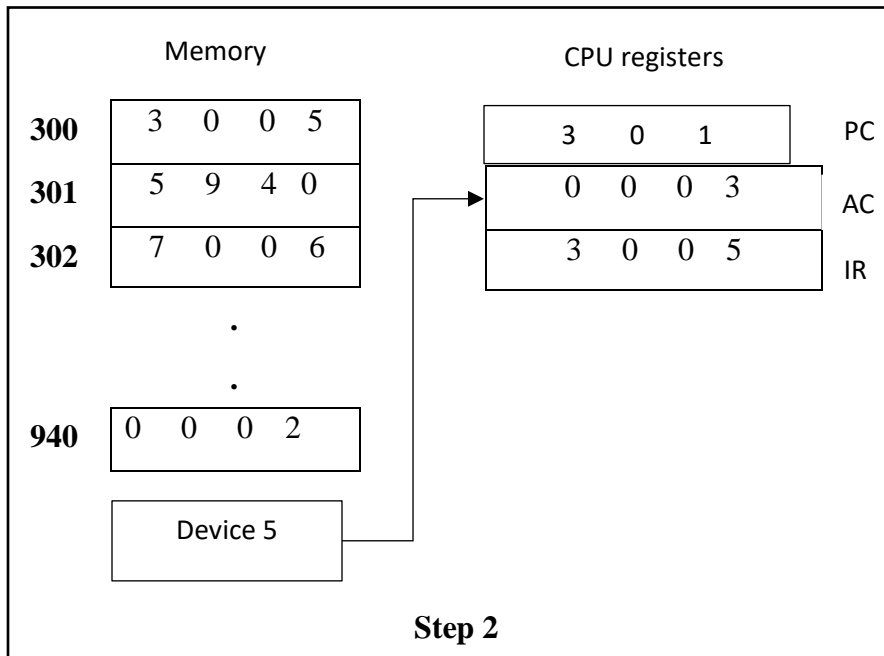 Memory
CPU registers
300 3 0 0 5
3 0 1 PC
301 5 9 4 0
0 0 0 3 AC
302 7 0 0 6
3 0 0 5 IR
.
.
940 0 0 0 2
Device 5
Step 2